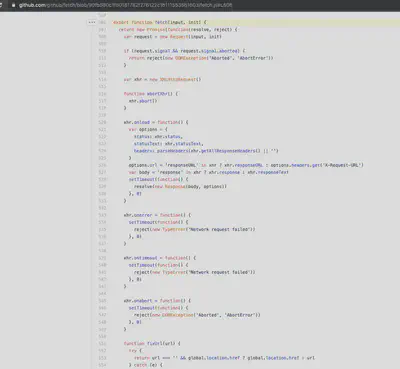 github.com/github/fetch/blob/
export function fetch(input, init) {
return new Promise(function(resolve, reject) {
var request = new Request(input, init)
if (request.signal && request.signal.aborted) {
return reject(new DOMException('Aborted', 'AbortError'))
}
var xhr = new XMLHttpRequest()
function abortXhr() {
xhr.abort()
}
xhr.onload = function() {
var options = {
status: xhr.status,
statusText: xhr.statusText,
headers: parseHeaders(xhr.getAllResponseHeaders() || '')
}
options.url = 'responseURL' in xhr ? xhr.responseURL : options.headers.get('X-Request-URL')
var body = 'response' in xhr ? xhr.response : xhr.responseText
setTimeout(function() {
resolve(new Response(body, options))
}, 0)
}
xhr.onerror = function() {
setTimeout(function() {
reject(new TypeError('Network request failed'))
}, 0)
}
xhr.ontimeout = function() {
setTimeout(function() {
reject(new TypeError('Network request failed'))
}, 0)
}
xhr.onabort = function() {
setTimeout(function() {
reject(new DOMException('Aborted', 'AbortError'))
}, 0)
}
function fixUrl(url) {
try {
return url === '' && global.location.href ? global.location.href : url
} catch (e) {